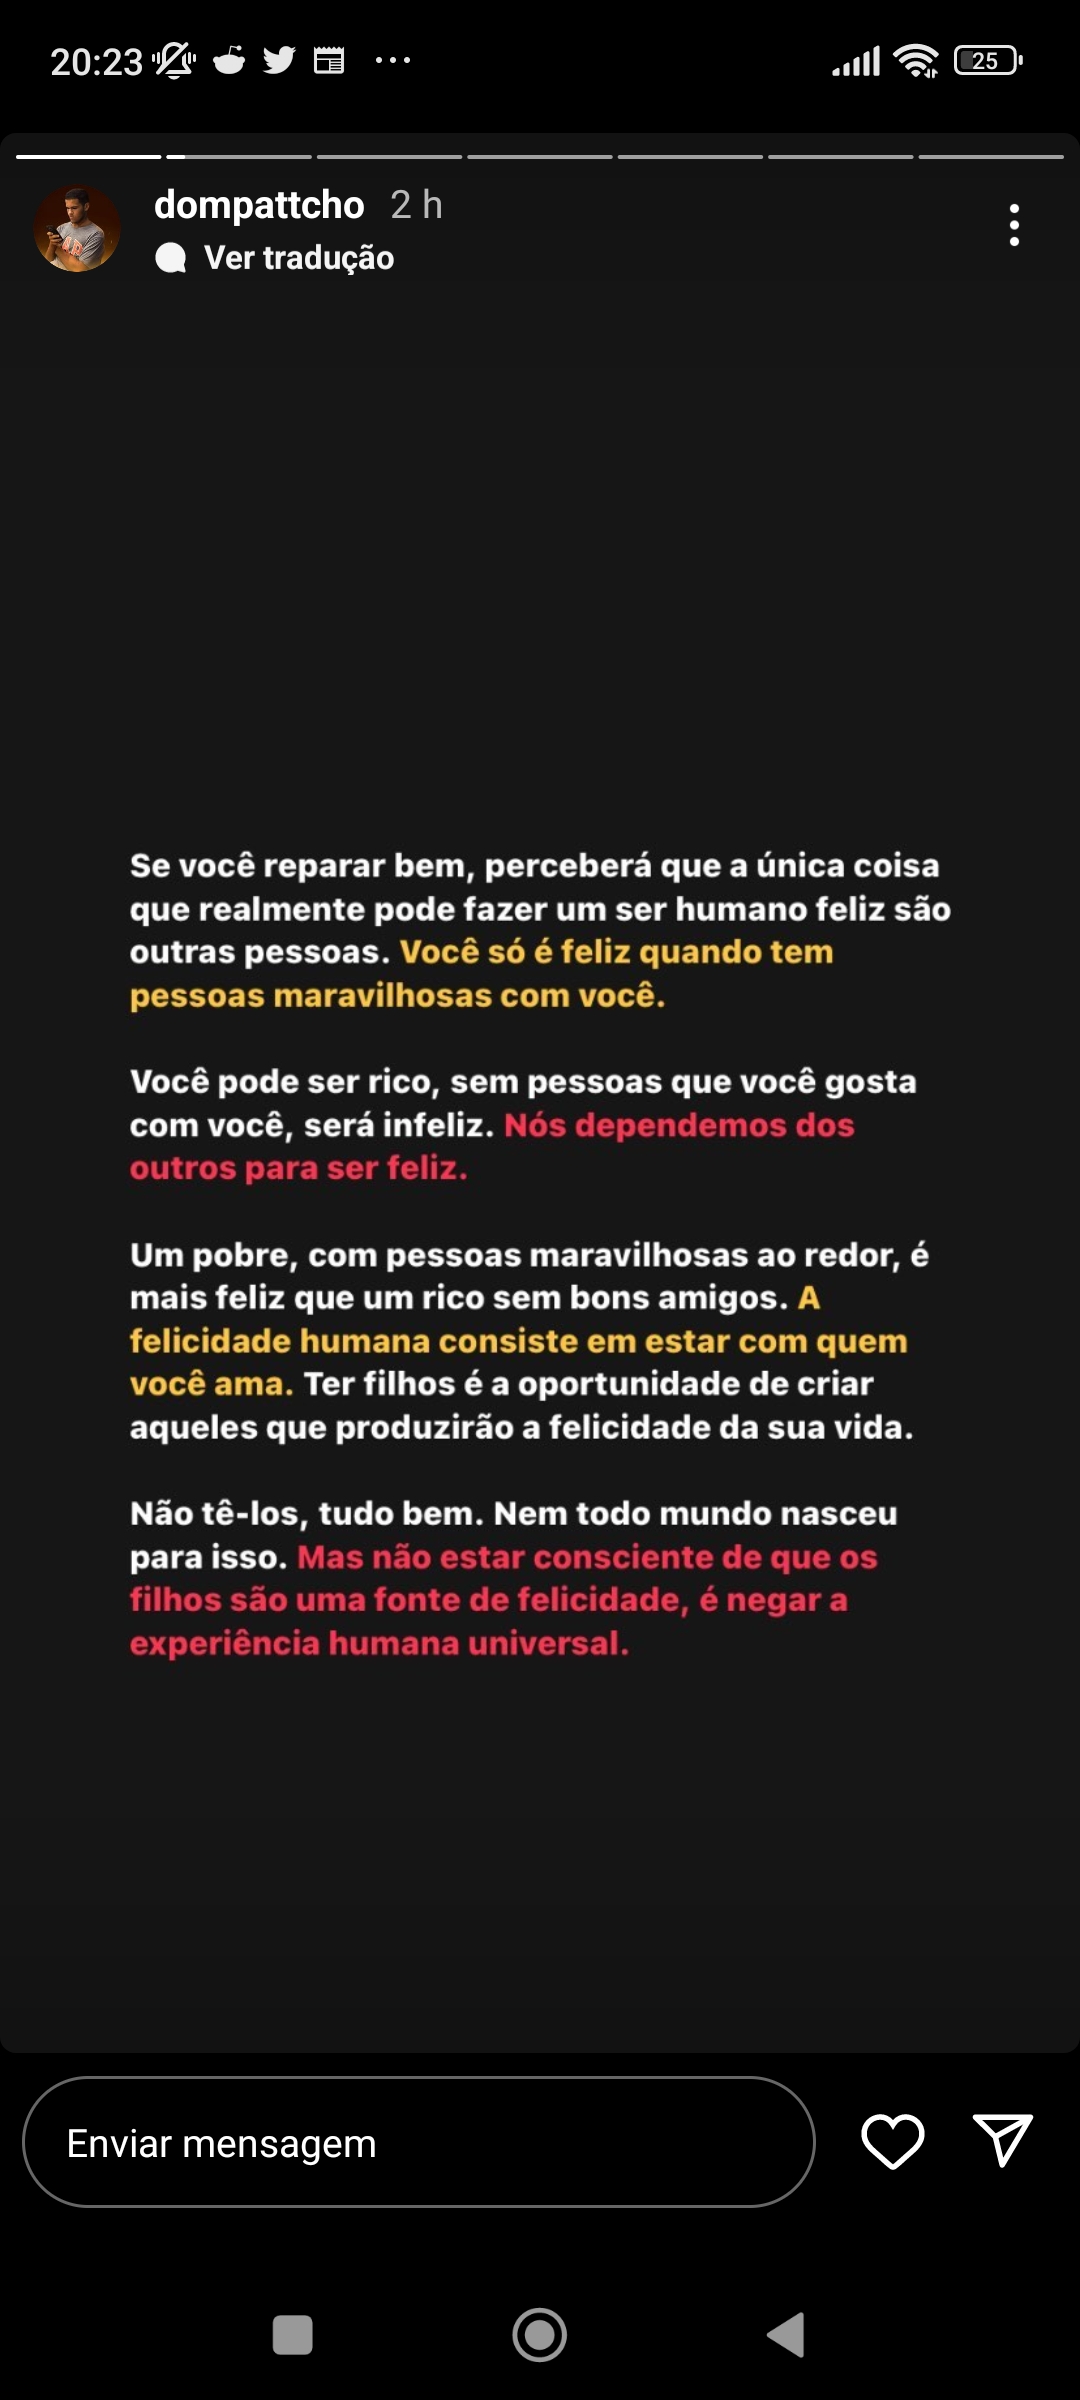 20:23
25
dompattcho 2 h
Ver tradução
Se você reparar bem, perceberá que a única coisa
que realmente pode fazer um ser humano feliz são
outras pessoas. Você só é feliz quando tem
pessoas maravilhosas com você.
Você pode ser rico, sem pessoas que você gosta
com você, será infeliz. Nós dependemos dos
outros para ser feliz.
Um pobre, com pessoas maravilhosas ao redor, é
mais feliz que um rico sem bons amigos. A
felicidade humana consiste em estar com quem
você ama. Ter filhos é a oportunidade de criar
aqueles que produzirão a felicidade da sua vida.
Não tê-los, tudo bem. Nem todo mundo nasceu
para isso. Mas não estar consciente de que os
filhos são uma fonte de felicidade, é negar a
experiência humana universal.
Enviar mensagem